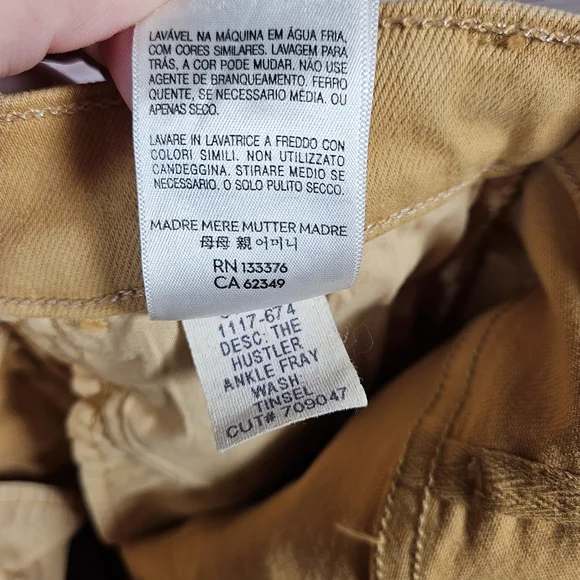 LAVÁVEL NA MÁQUINA EM ÁGUA FRIA,
COM CORES SIMILARES. LAVAGEM PARA
TRÁS, A COR PODE MUDAR. NÃO USE
AGENTE DE BRANQUEAMENTO. FERRO
QUENTE, SE NECESSARIO MÉDIA. OU
APENAS SECO.
LAVARE IN LAVATRICE A FREDDO CON
COLORI SIMILI. NON UTILIZZATO
CANDEGGINA. STIRARE MEDIO SE
NECESSARIO. O SOLO PULITO SECCO.
MADRE MERE MUTTER MADRE
母母 親 어머니
RN 133376
CA 62349
1117-674
DESC: THE
HUSTLER
ANKLE FRAY
WASH:
TINSEL
CUT# 709047